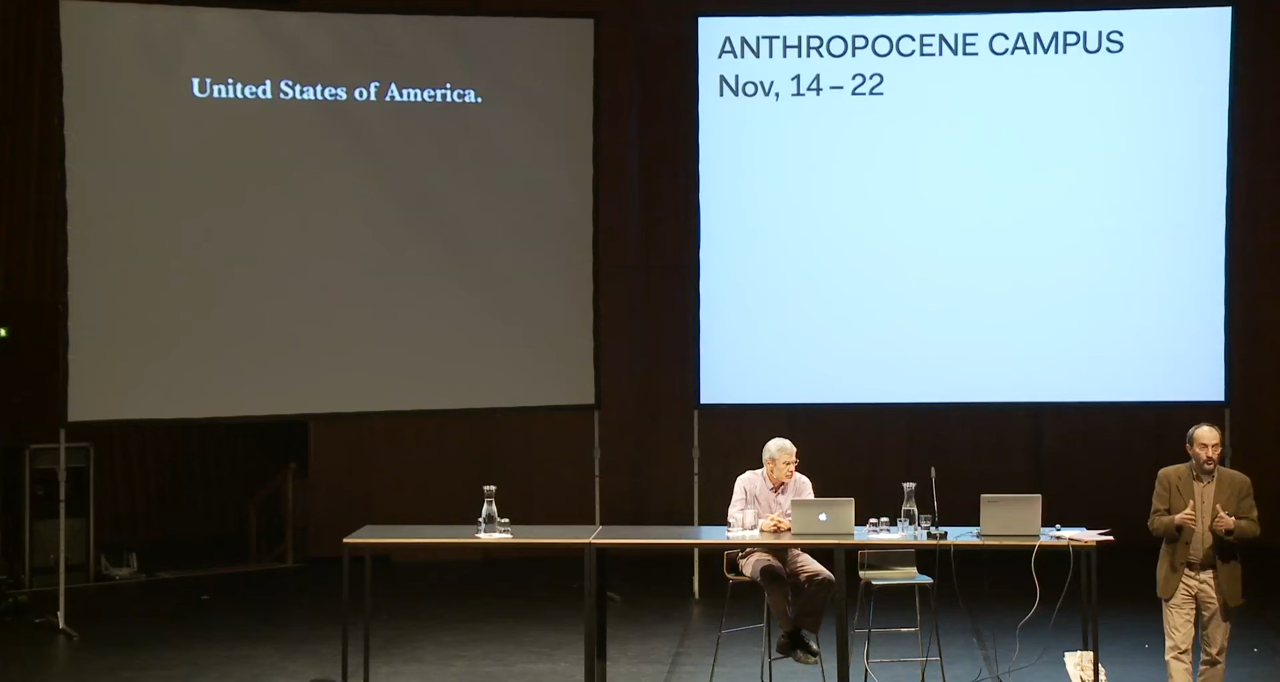 United States of America.
ANTHROPOCENE CAMPUS
Nov, 14 – 22